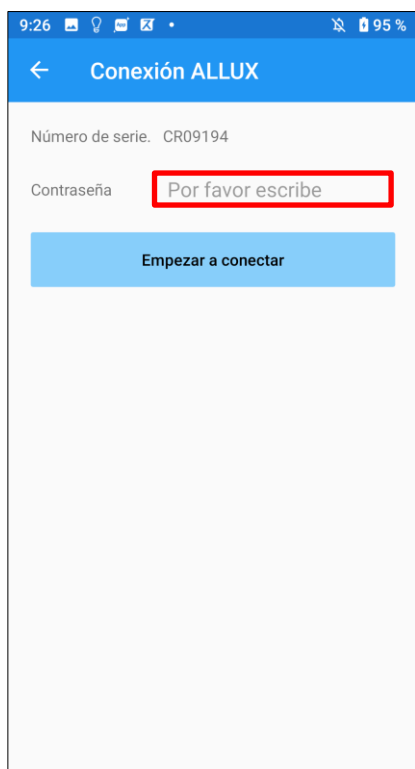 9:26 95 %
Conexión ALLUX
Número de serie. CR09194
Contraseña Por favor escribe
Empezar a conectar